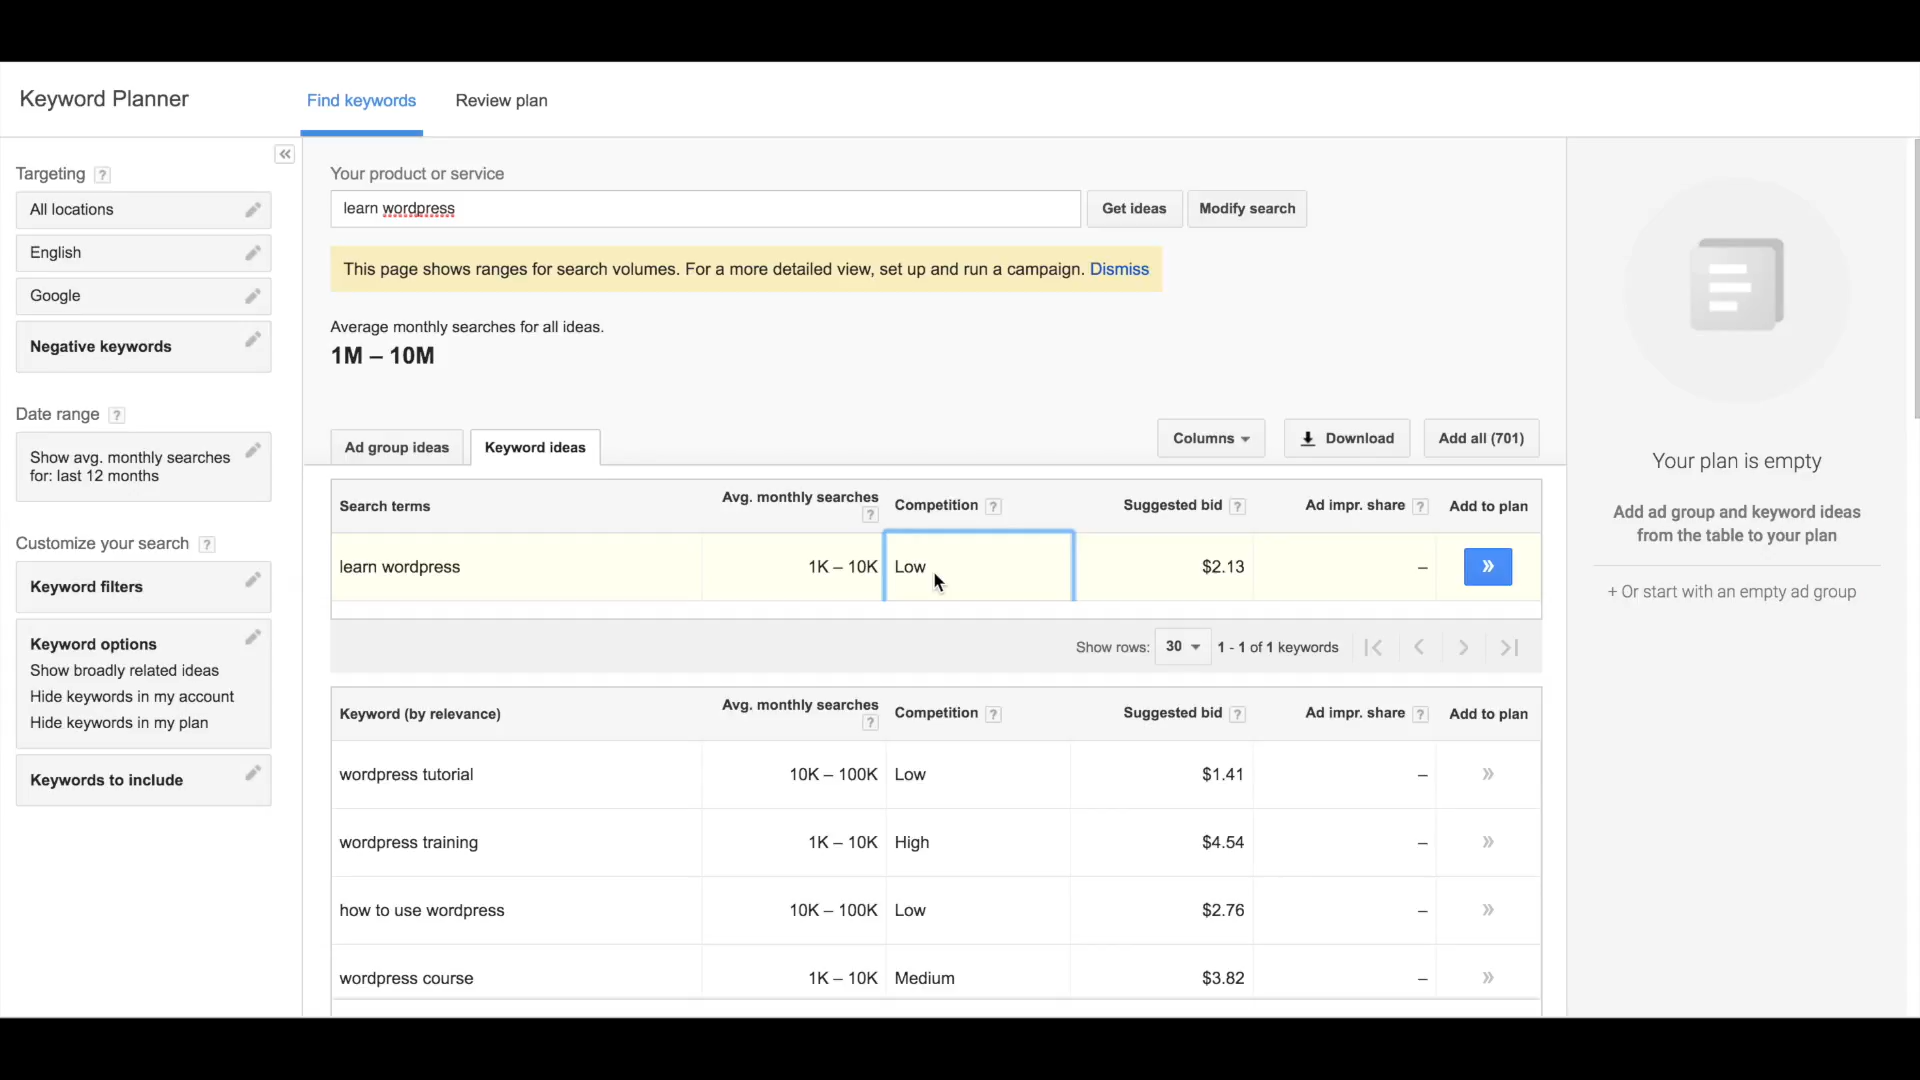 Keyword Planner
Find keywords
Review plan
Targeting ?
All locations
English
Google
Negative keywords
Date range ?
Show avg. monthly searches
for: last 12 months
Customize your search ?
Keyword filters
Keyword options
Show broadly related ideas
Hide keywords in my account
Hide keywords in my plan
Keywords to include
Your product or service
learn wordpress
Get ideas
Modify search
This page shows ranges for search volumes. For a more detailed view, set up and run a campaign. Dismiss
Average monthly searches for all ideas.
1M – 10M
Ad group ideas
Keyword ideas
Columns
Download
Add all (701)
Search terms
Avg. monthly searches ?
Competition ?
Suggested bid ?
Ad impr. share ?
Add to plan
learn wordpress 1K – 10K Low $2.13 – »
Show rows: 30 1 - 1 of 1 keywords
Keyword (by relevance)
Avg. monthly searches ?
Competition ?
Suggested bid ?
Ad impr. share ?
Add to plan
wordpress tutorial 10K – 100K Low $1.41 – »
wordpress training 1K – 10K High $4.54 – »
how to use wordpress 10K – 100K Low $2.76 – »
wordpress course 1K – 10K Medium $3.82 – »
Your plan is empty
Add ad group and keyword ideas
from the table to your plan
+ Or start with an empty ad group